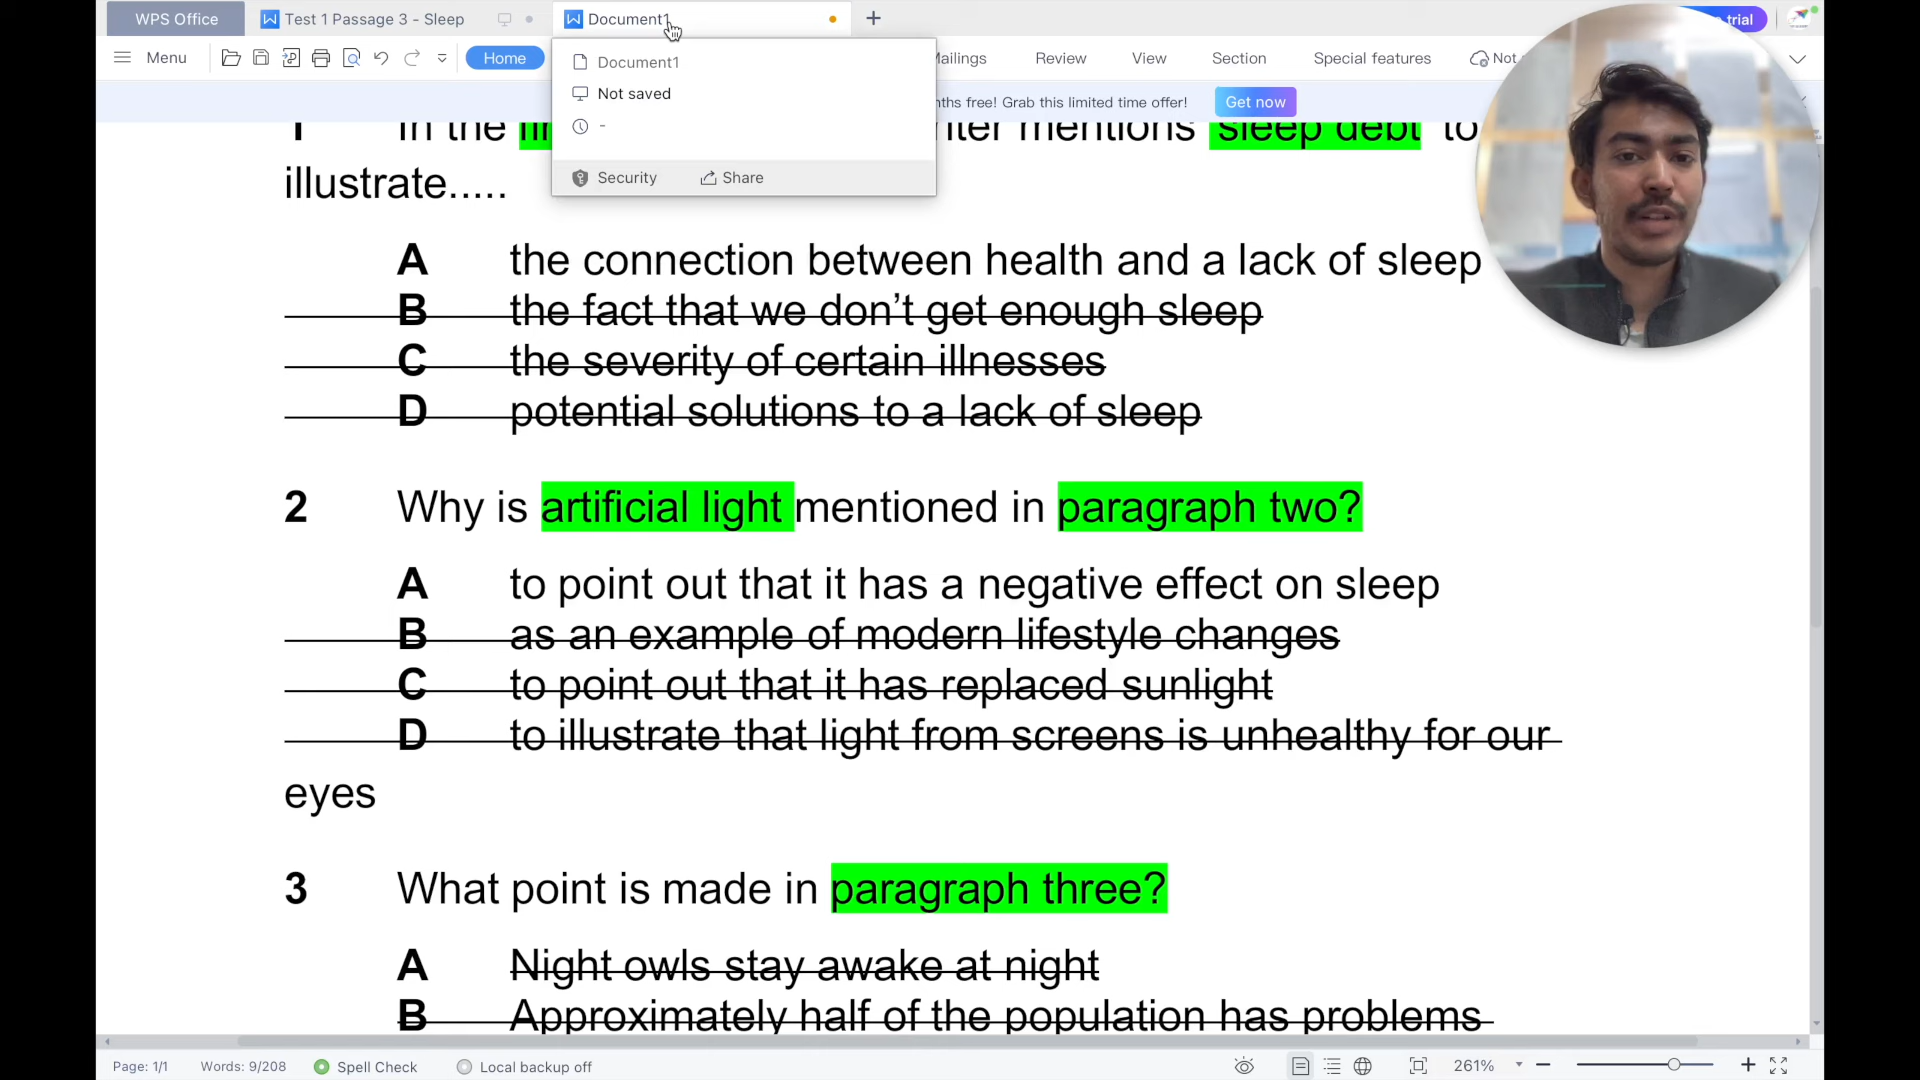 WPS Office
Test 1 Passage 3 - Sleep
Document1
trial
Menu
Home
Mailings
Review
View
Section
Special features
Not
Document1
Not saved
-
Security
Share
free! Grab this limited time offer!
Get now
1 In the mentions sleep debt to
illustrate.....
A the connection between health and a lack of sleep
B the fact that we don’t get enough sleep
C the severity of certain illnesses
D potential solutions to a lack of sleep
2 Why is artificial light mentioned in paragraph two?
A to point out that it has a negative effect on sleep
B as an example of modern lifestyle changes
C to point out that it has replaced sunlight
D to illustrate that light from screens is unhealthy for our
eyes
3 What point is made in paragraph three?
A Night owls stay awake at night
B Approximately half of the population has problems
Page: 1/1
Words: 9/208
Spell Check
Local backup off
261%